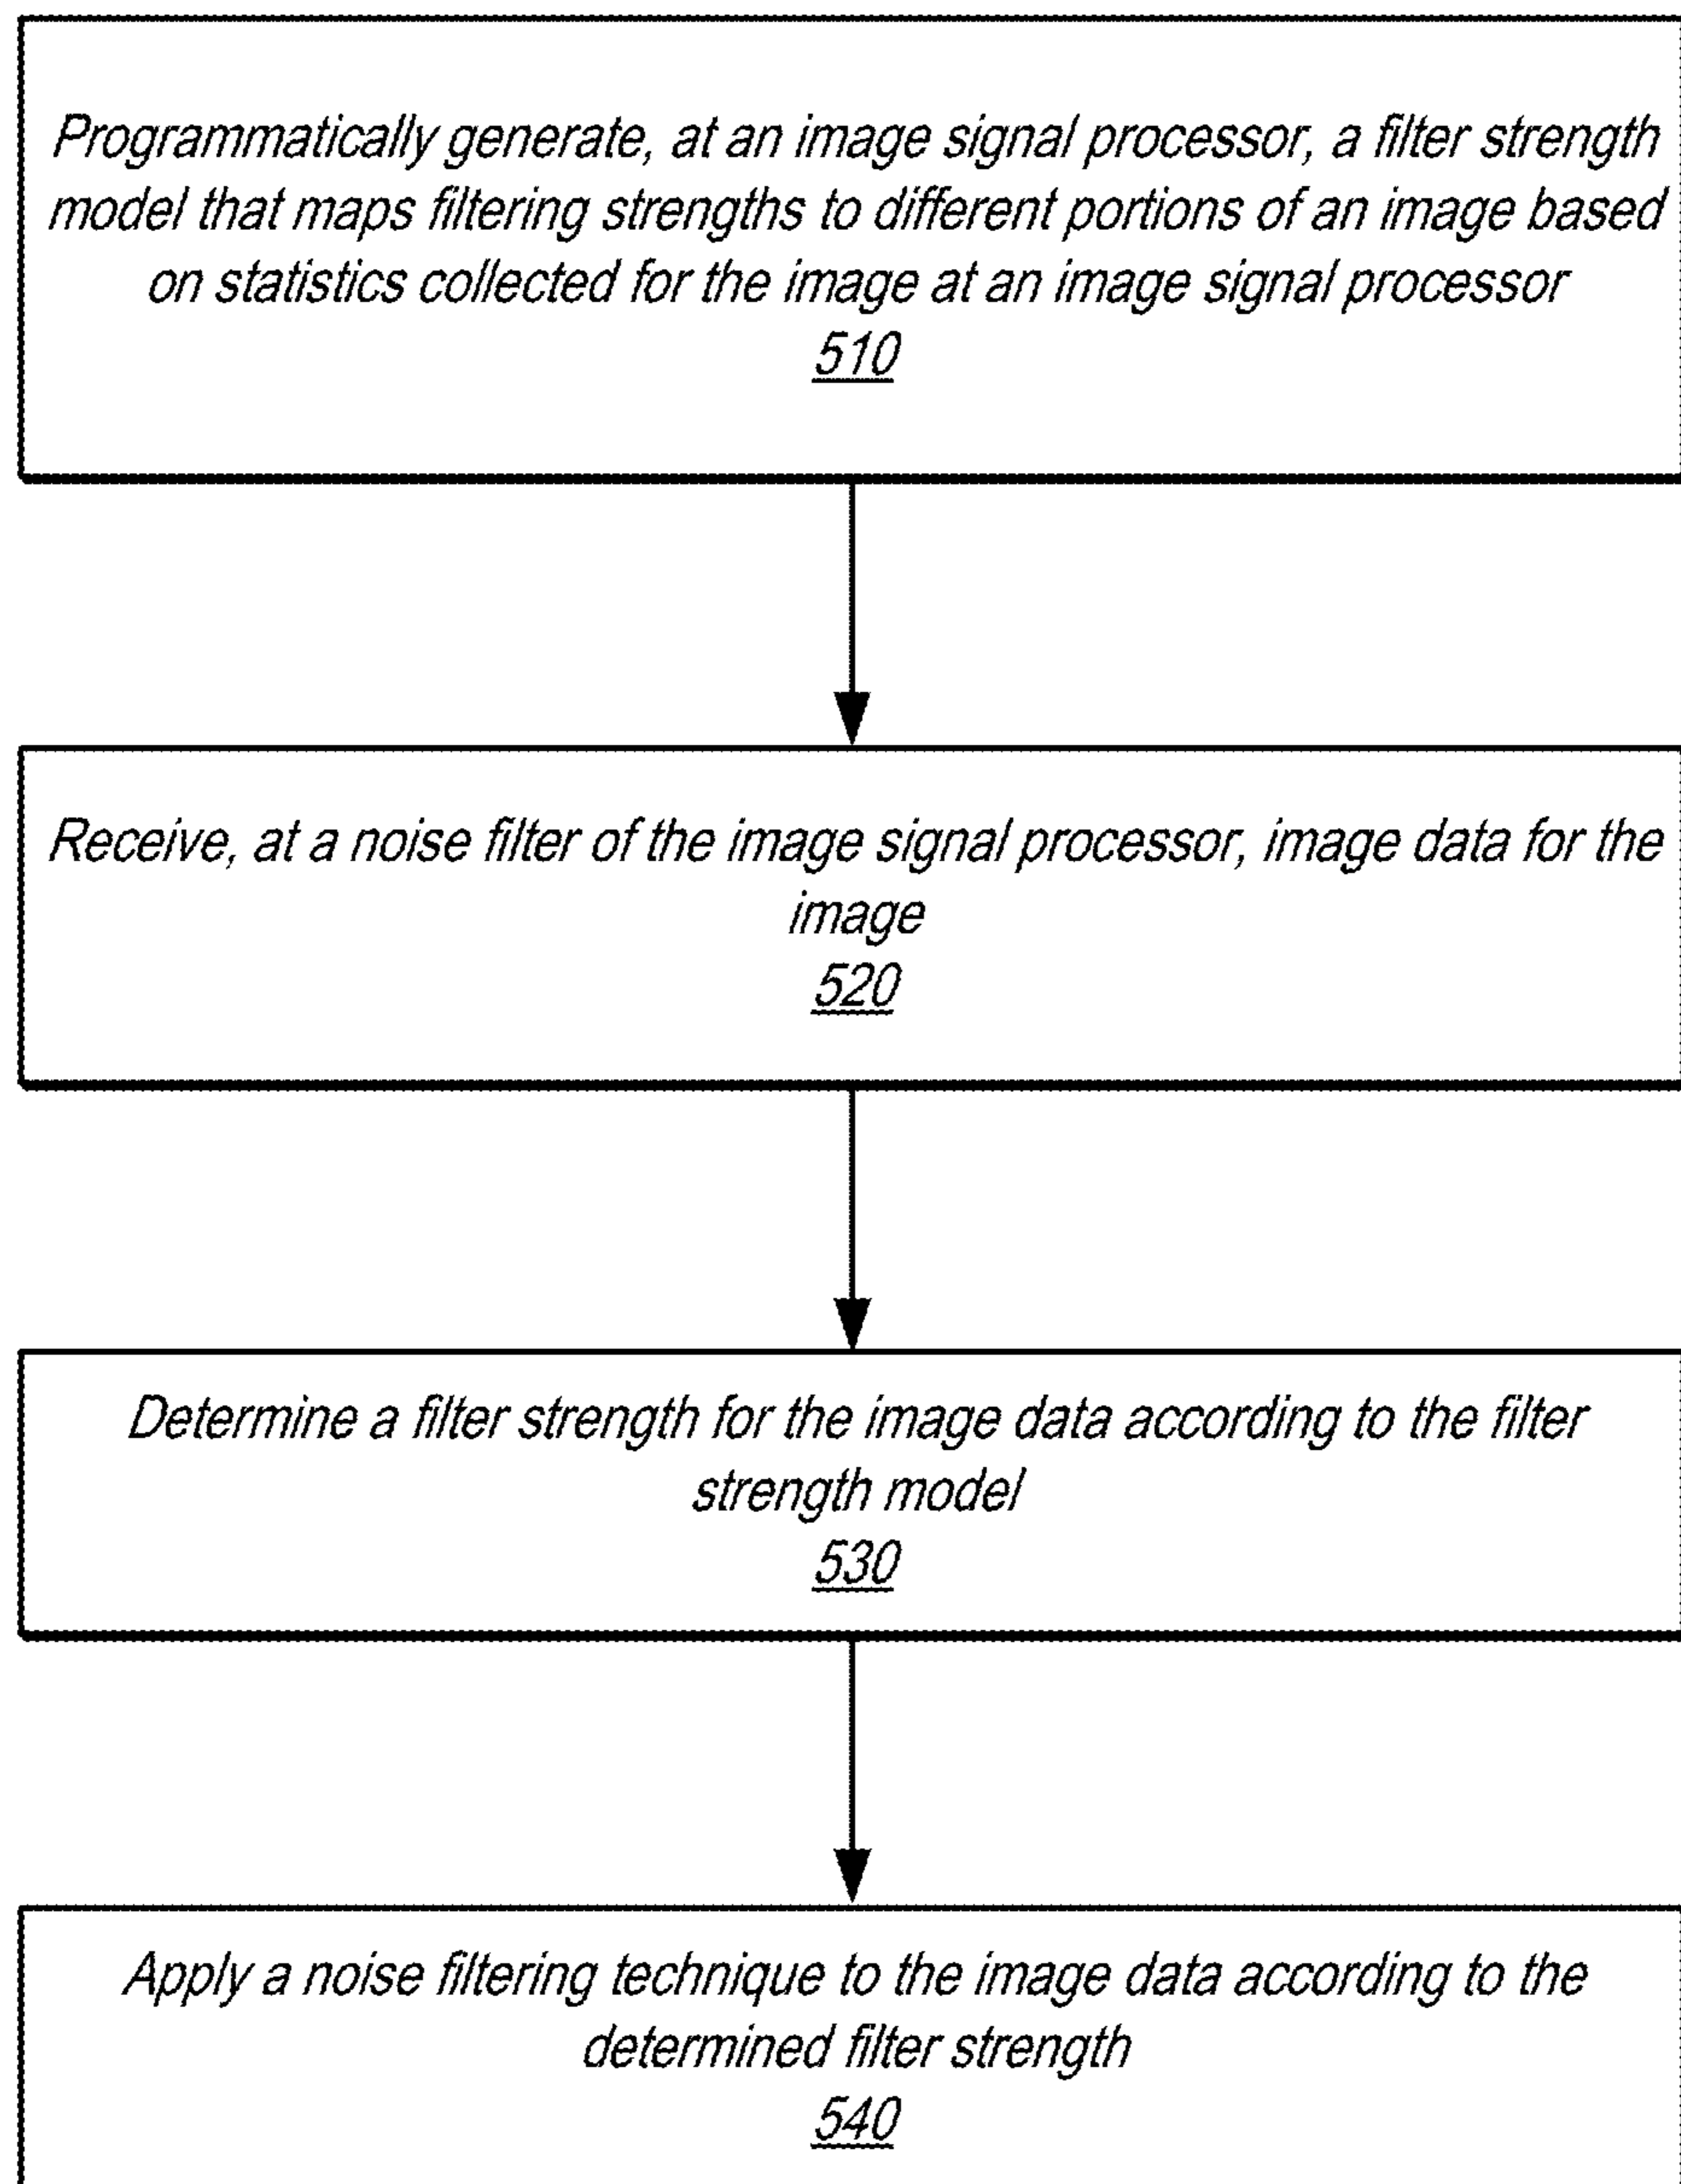 Programmatically generate, at an image signal processor, a filter strength
model that maps filtering strengths to different portions of an image based
on statistics collected for the image at an image signal processor
510
Receive, at a noise filter of the image signal processor, image data for the
image
520
Determine a filter strength for the image data according to the filter
strength model
530
Apply a noise filtering technique to the image data according to the
determined filter strength
540